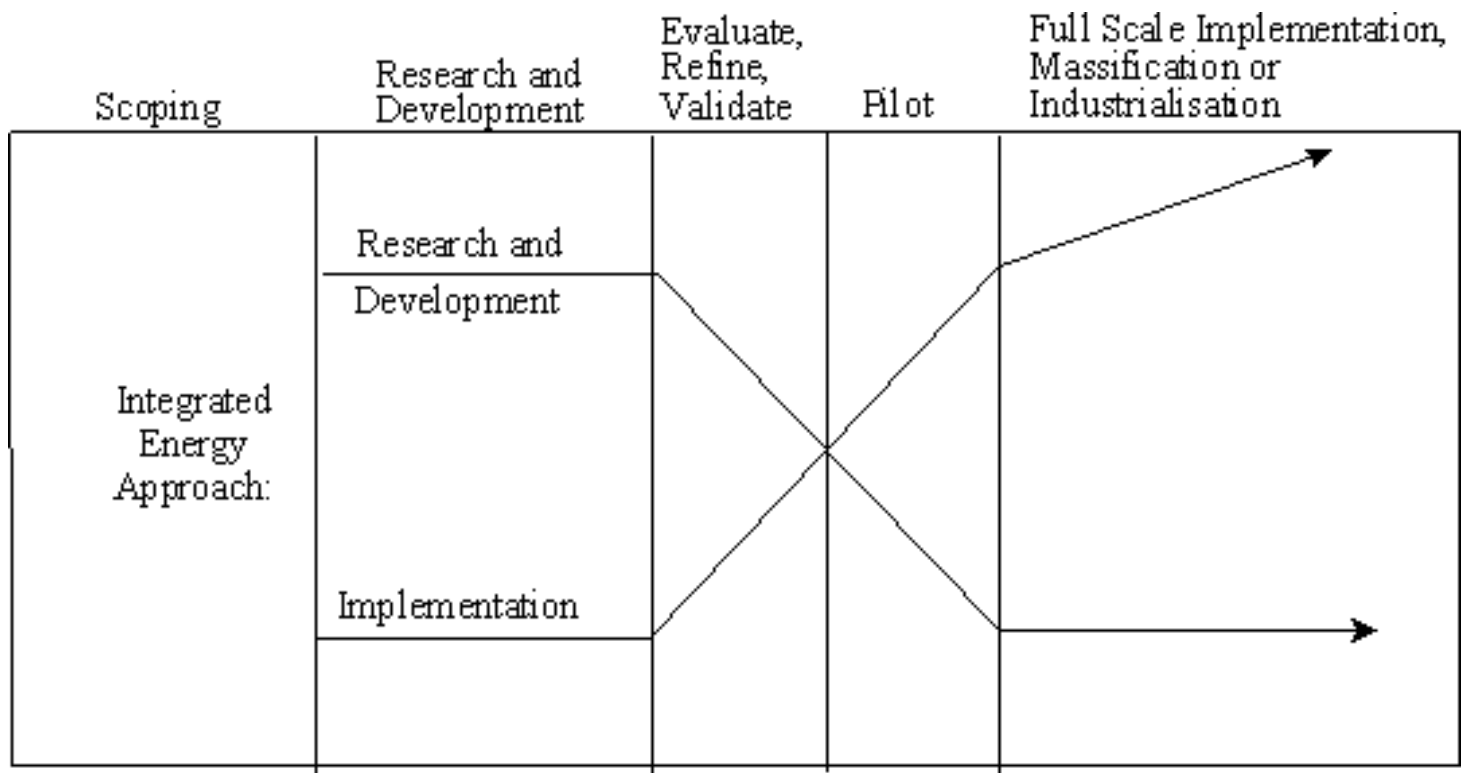 Scoping
Research and
Development
Evaluate,
Refine,
Validate
Pilot
Full Scale Implementation,
Massification or
Industrialisation
Research and
Development
Integrated
Energy
Approach:
Implementation